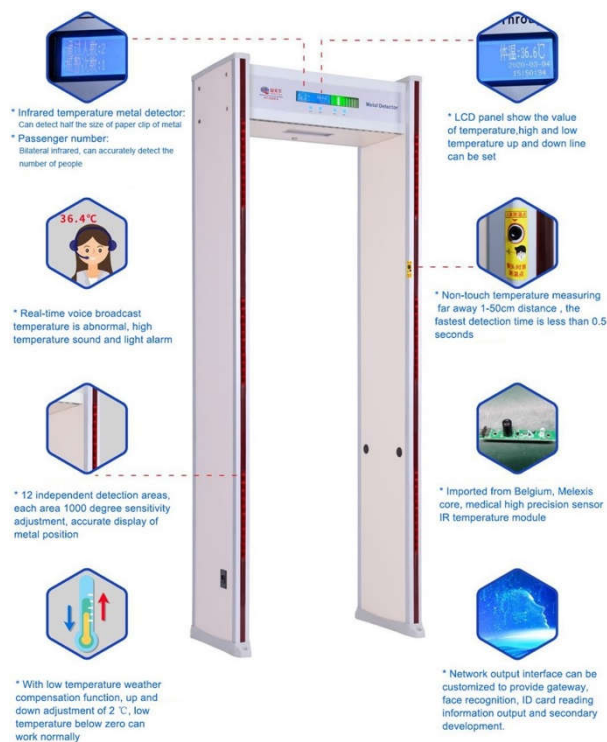 * Infrared temperature metal detector:
Can detect half the size of paper clip of metal
* Passenger number:
Bilateral infrared, can accurately detect the
number of people
Metal Detector
体温:36.6℃
* LCD panel show the value
of temperature,high and low
temperature up and down line
can be set
36.4℃
* Real-time voice broadcast
temperature is abnormal, high
temperature sound and light alarm
* Non-touch temperature measuring
far away 1-50cm distance , the
fastest detection time is less than 0.5
seconds
* 12 independent detection areas,
each area 1000 degree sensitivity
adjustment, accurate display of
metal position
* Imported from Belgium, Melexis
core, medical high precision sensor
IR temperature module
* With low temperature weather
compensation function, up and
down adjustment of 2 ℃, low
temperature below zero can
work normally
* Network output interface can be
customized to provide gateway,
face recognition, ID card reading
information output and secondary
development.